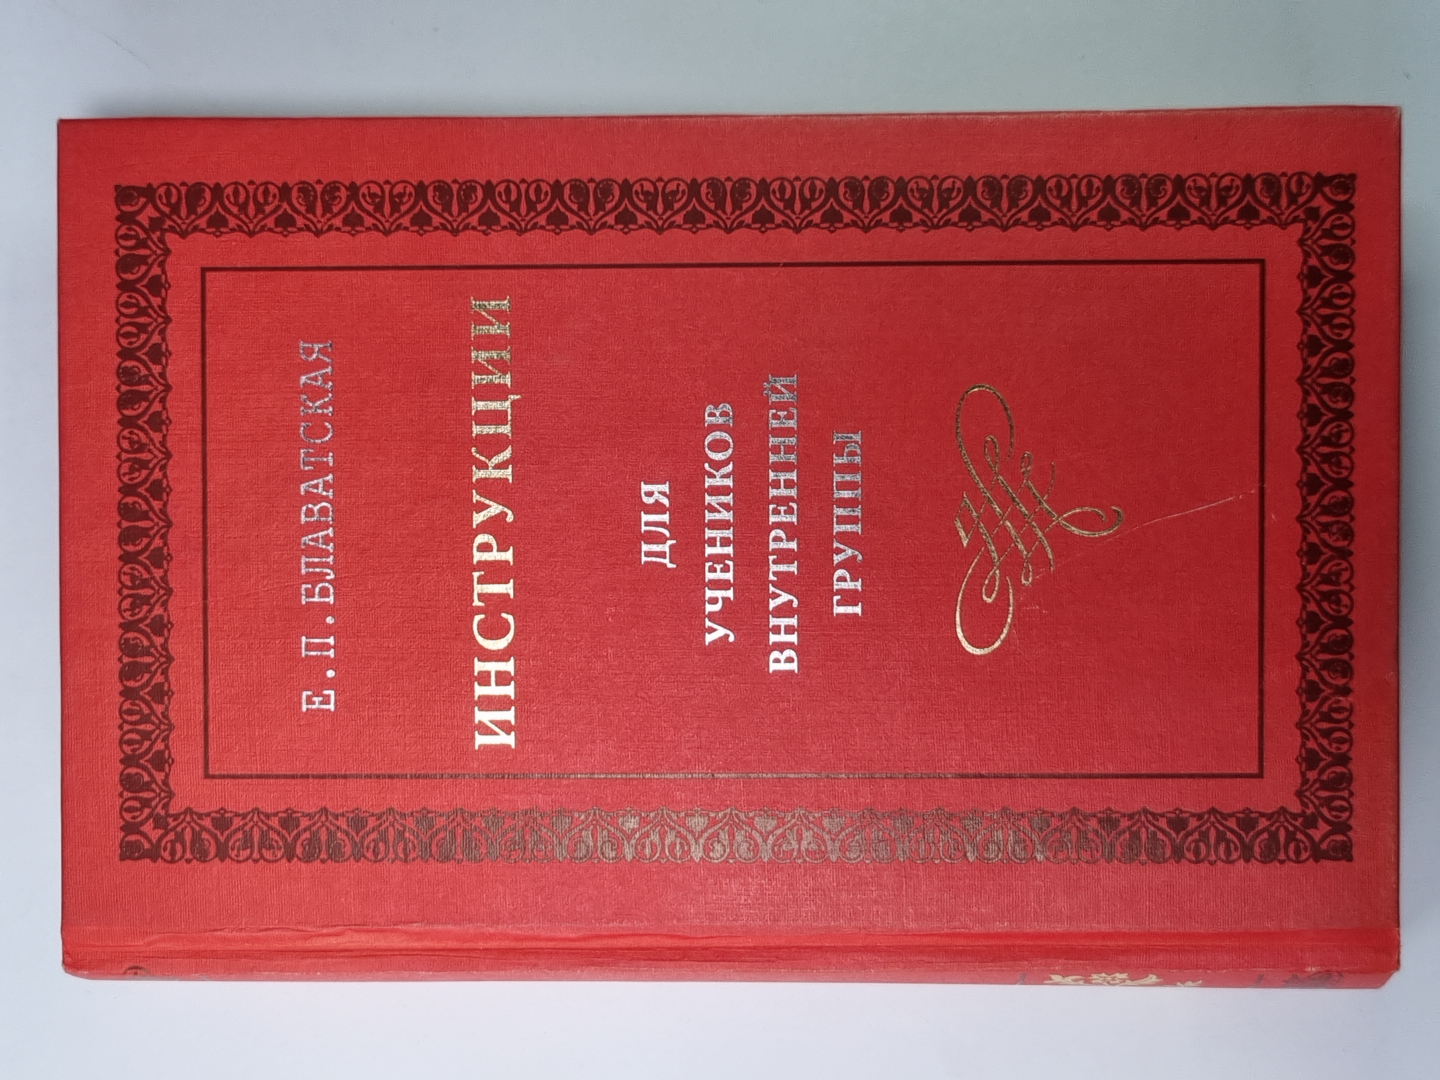 Е.П.БЛАВАТСКАЯ
ИНСТРУКЦИИ
ДЛЯ
УЧЕНИКОВ
ВНУТРЕННЕЙ
ГРУППЫ